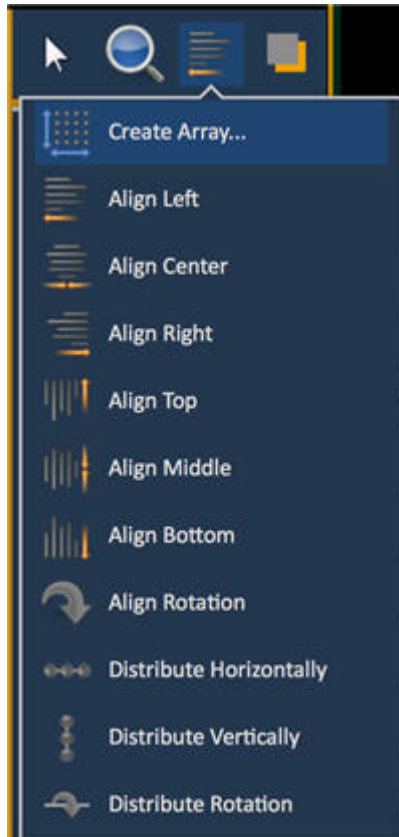 Create Array...
Align Left
Align Center
Align Right
Align Top
Align Middle
Align Bottom
Align Rotation
Distribute Horizontally
Distribute Vertically
Distribute Rotation